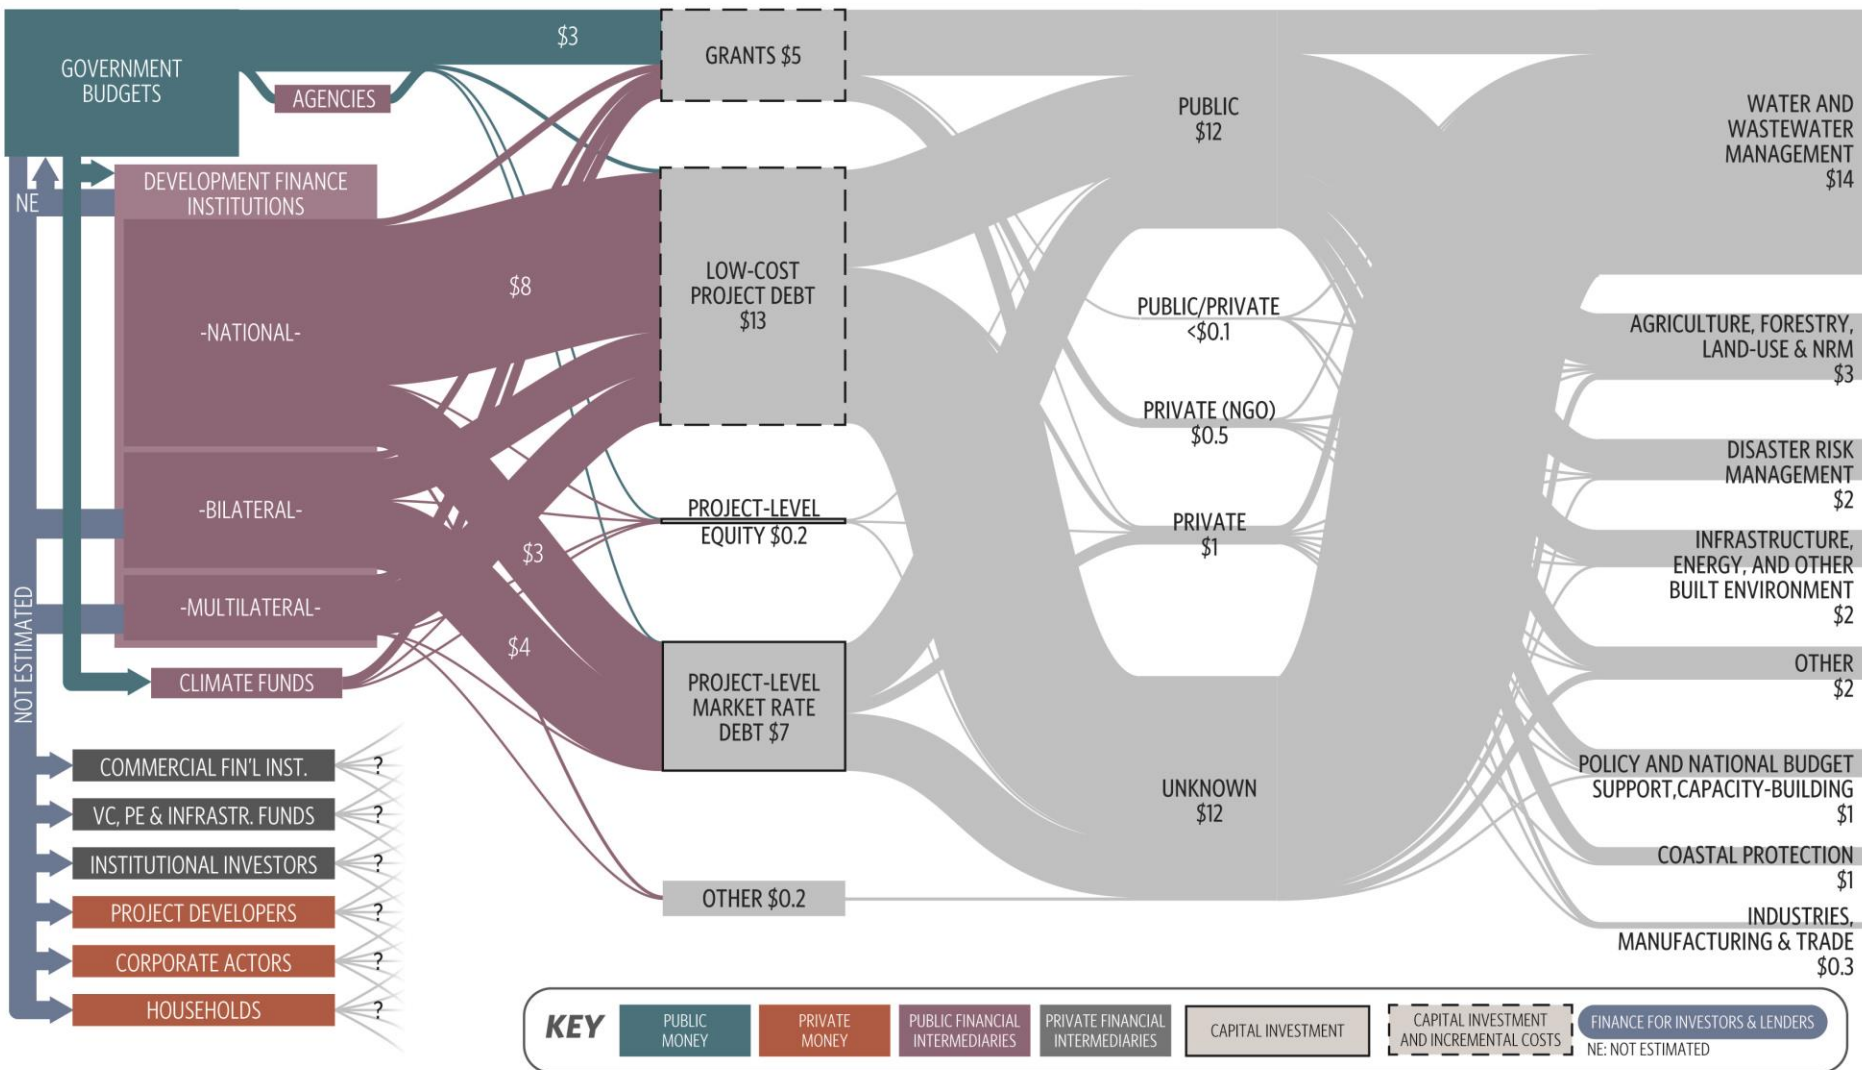 GOVERNMENT
BUDGETS
AGENCIES
NE
DEVELOPMENT FINANCE
INSTITUTIONS
-NATIONAL-
-BILATERAL-
-MULTILATERAL-
CLIMATE FUNDS
NOT ESTIMATED
COMMERCIAL FIN'L INST.
?
VC, PE & INFRASTR. FUNDS
?
INSTITUTIONAL INVESTORS
?
PROJECT DEVELOPERS
?
CORPORATE ACTORS
?
HOUSEHOLDS
?
$3
$8
$3
$4
GRANTS $5
LOW-COST
PROJECT DEBT
$13
PROJECT-LEVEL
EQUITY $0.2
PROJECT-LEVEL
MARKET RATE
DEBT $7
OTHER $0.2
PUBLIC
$12
PUBLIC/PRIVATE
<$0.1
PRIVATE (NGO)
$0.5
PRIVATE
$1
UNKNOWN
$12
WATER AND
WASTEWATER
MANAGEMENT
$14
AGRICULTURE, FORESTRY,
LAND-USE & NRM
$3
DISASTER RISK
MANAGEMENT
$2
INFRASTRUCTURE,
ENERGY, AND OTHER
BUILT ENVIRONMENT
$2
OTHER
$2
POLICY AND NATIONAL BUDGET
SUPPORT,CAPACITY-BUILDING
$1
COASTAL PROTECTION
$1
INDUSTRIES,
MANUFACTURING & TRADE
$0.3
KEY
PUBLIC
MONEY
PRIVATE
MONEY
PUBLIC FINANCIAL
INTERMEDIARIES
PRIVATE FINANCIAL
INTERMEDIARIES
CAPITAL INVESTMENT
CAPITAL INVESTMENT
AND INCREMENTAL COSTS
FINANCE FOR INVESTORS & LENDERS
NE: NOT ESTIMATED